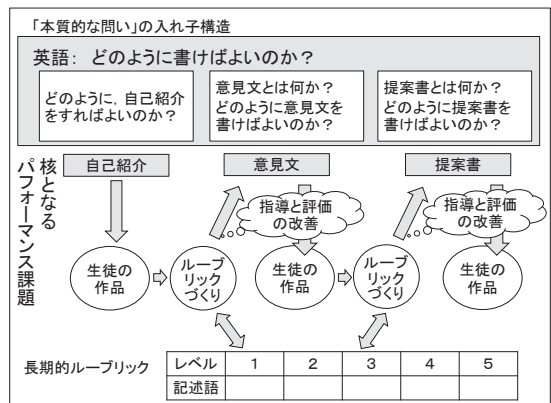 「本質的な問い」の入れ子構造
英語： どのように書けばよいのか？
どのように，自己紹介
をすればよいのか？
意見文とは何か？
どのように意見文を
書けばよいのか？
提案書とは何か？
どのように提案書を
書けばよいのか？
核となる
パフォーマンス課題
自己紹介
意見文
提案書
指導と評価
の改善
指導と評価
の改善
生徒の
作品
ルーブ
リック
づくり
生徒の
作品
ルーブ
リック
づくり
生徒の
作品
長期的ルーブリック
レベル 1 2 3 4 5
記述語